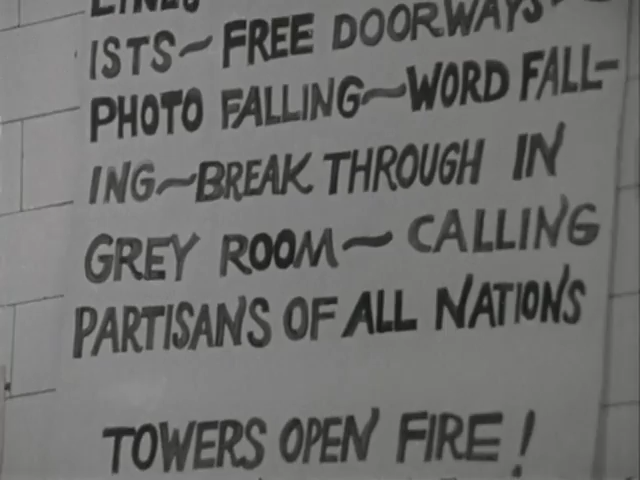 LINES
ISTS~FREE DOORWAYS~
PHOTO FALLING~WORD FALL-
ING~BREAK THROUGH IN
GREY ROOM~CALLING
PARTISANS OF ALL NATIONS
TOWERS OPEN FIRE!